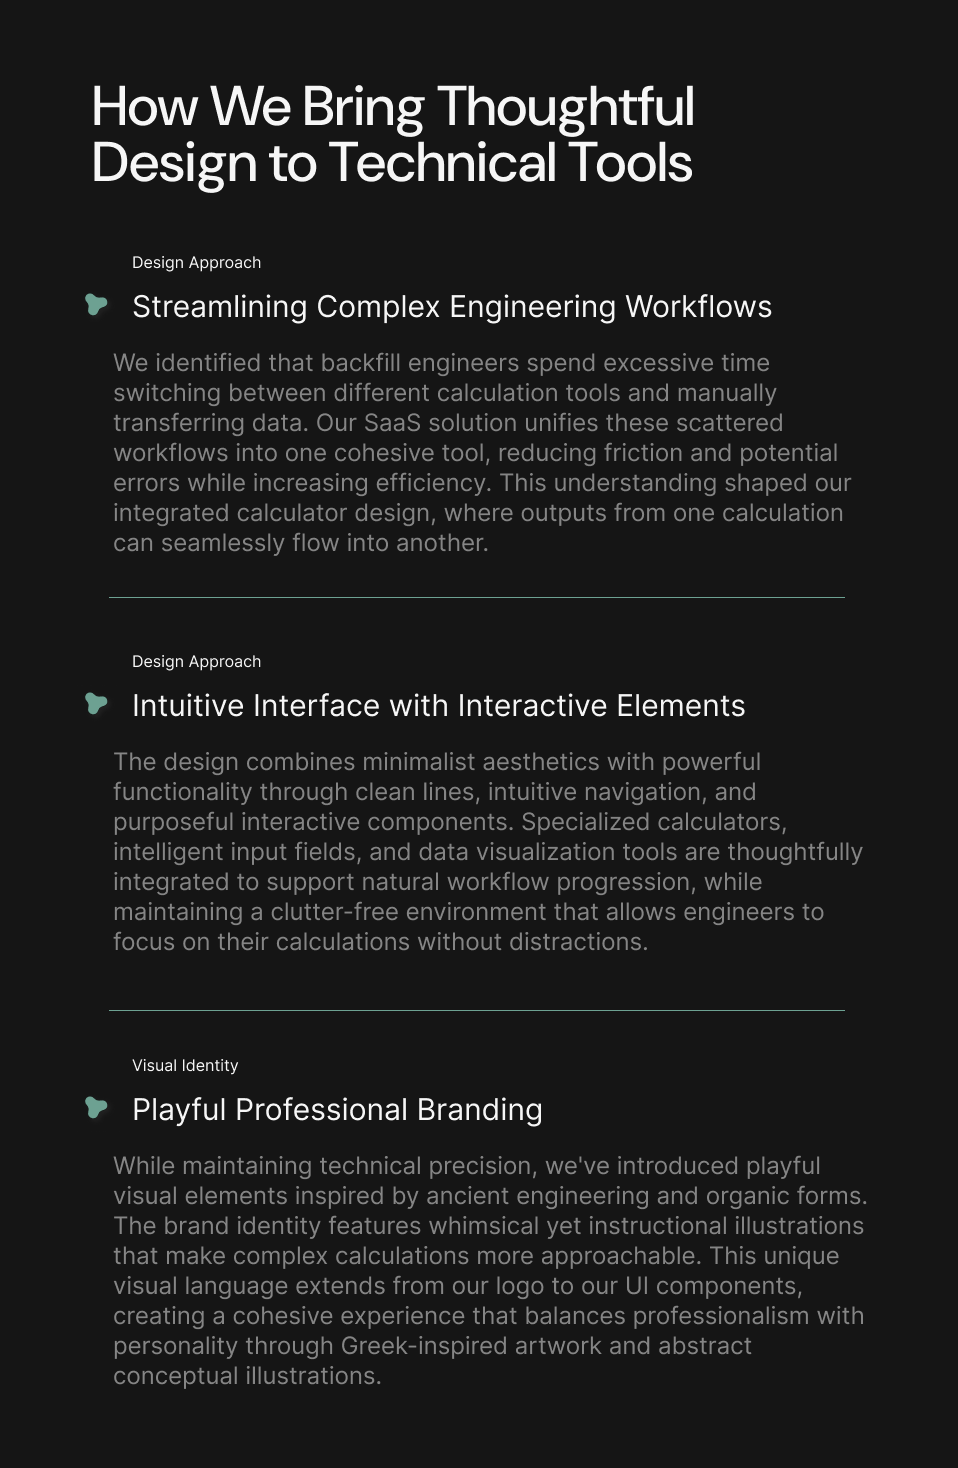 How We Bring Thoughtful
Design to Technical Tools
Design Approach
Streamlining Complex Engineering Workflows
We identified that backfill engineers spend excessive time
switching between different calculation tools and manually
transferring data. Our SaaS solution unifies these scattered
workflows into one cohesive tool, reducing friction and potential
errors while increasing efficiency. This understanding shaped our
integrated calculator design, where outputs from one calculation
can seamlessly flow into another.
Design Approach
Intuitive Interface with Interactive Elements
The design combines minimalist aesthetics with powerful
functionality through clean lines, intuitive navigation, and
purposeful interactive components. Specialized calculators,
intelligent input fields, and data visualization tools are thoughtfully
integrated to support natural workflow progression, while
maintaining a clutter-free environment that allows engineers to
focus on their calculations without distractions.
Visual Identity
Playful Professional Branding
While maintaining technical precision, we've introduced playful
visual elements inspired by ancient engineering and organic forms.
The brand identity features whimsical yet instructional illustrations
that make complex calculations more approachable. This unique
visual language extends from our logo to our UI components,
creating a cohesive experience that balances professionalism with
personality through Greek-inspired artwork and abstract
conceptual illustrations.